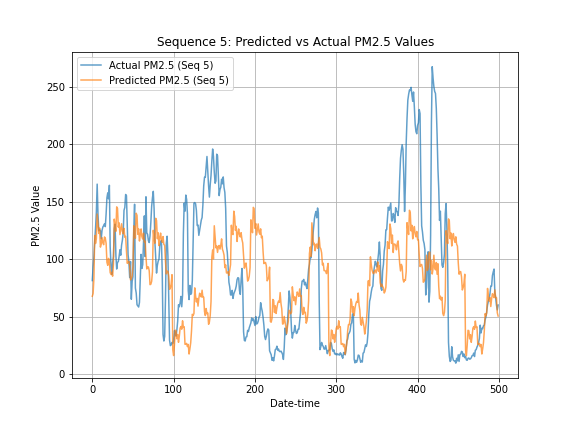 Sequence 5: Predicted vs Actual PM2.5 Values
Actual PM2.5 (Seq 5)
Predicted PM2.5 (Seq 5)
PM2.5 Value
250
200
150
100
50
0
0 100 200 300 400 500
Date-time